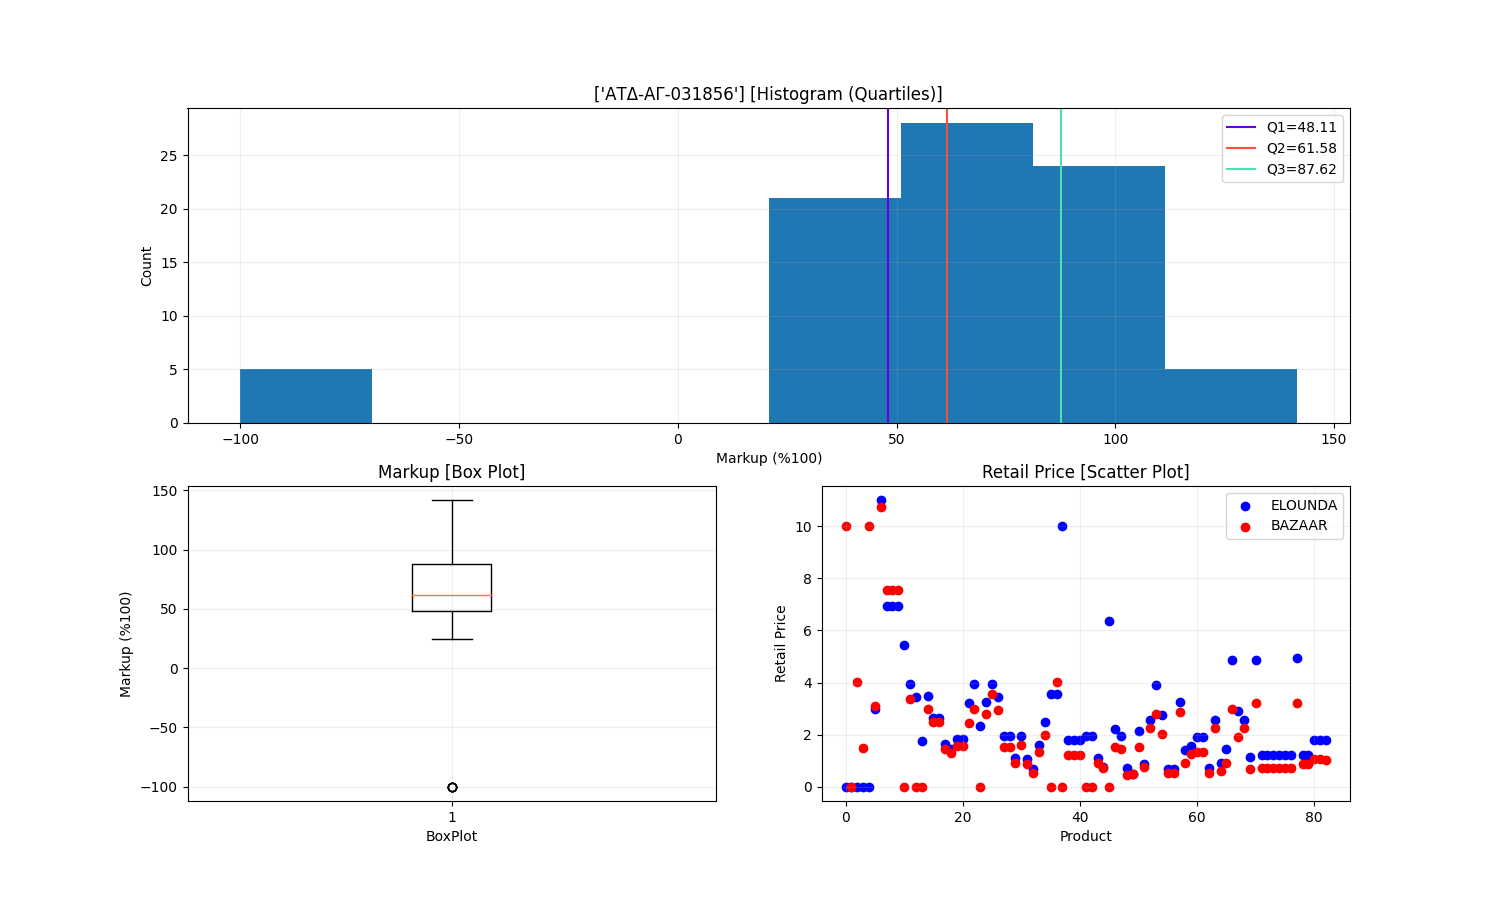 ['ΑΤΔ-ΑΓ-031856'] [Histogram (Quartiles)]
Count
25
20
15
10
5
0
Q1=48.11
Q2=61.58
Q3=87.62
−100
−50
0
50
100
150
Markup (%100)
Markup [Box Plot]
Markup (%100)
150
100
50
0
−50
−100
1
BoxPlot
Retail Price [Scatter Plot]
Retail Price
10
8
6
4
2
0
ELOUNDA
BAZAAR
0
20
40
60
80
Product